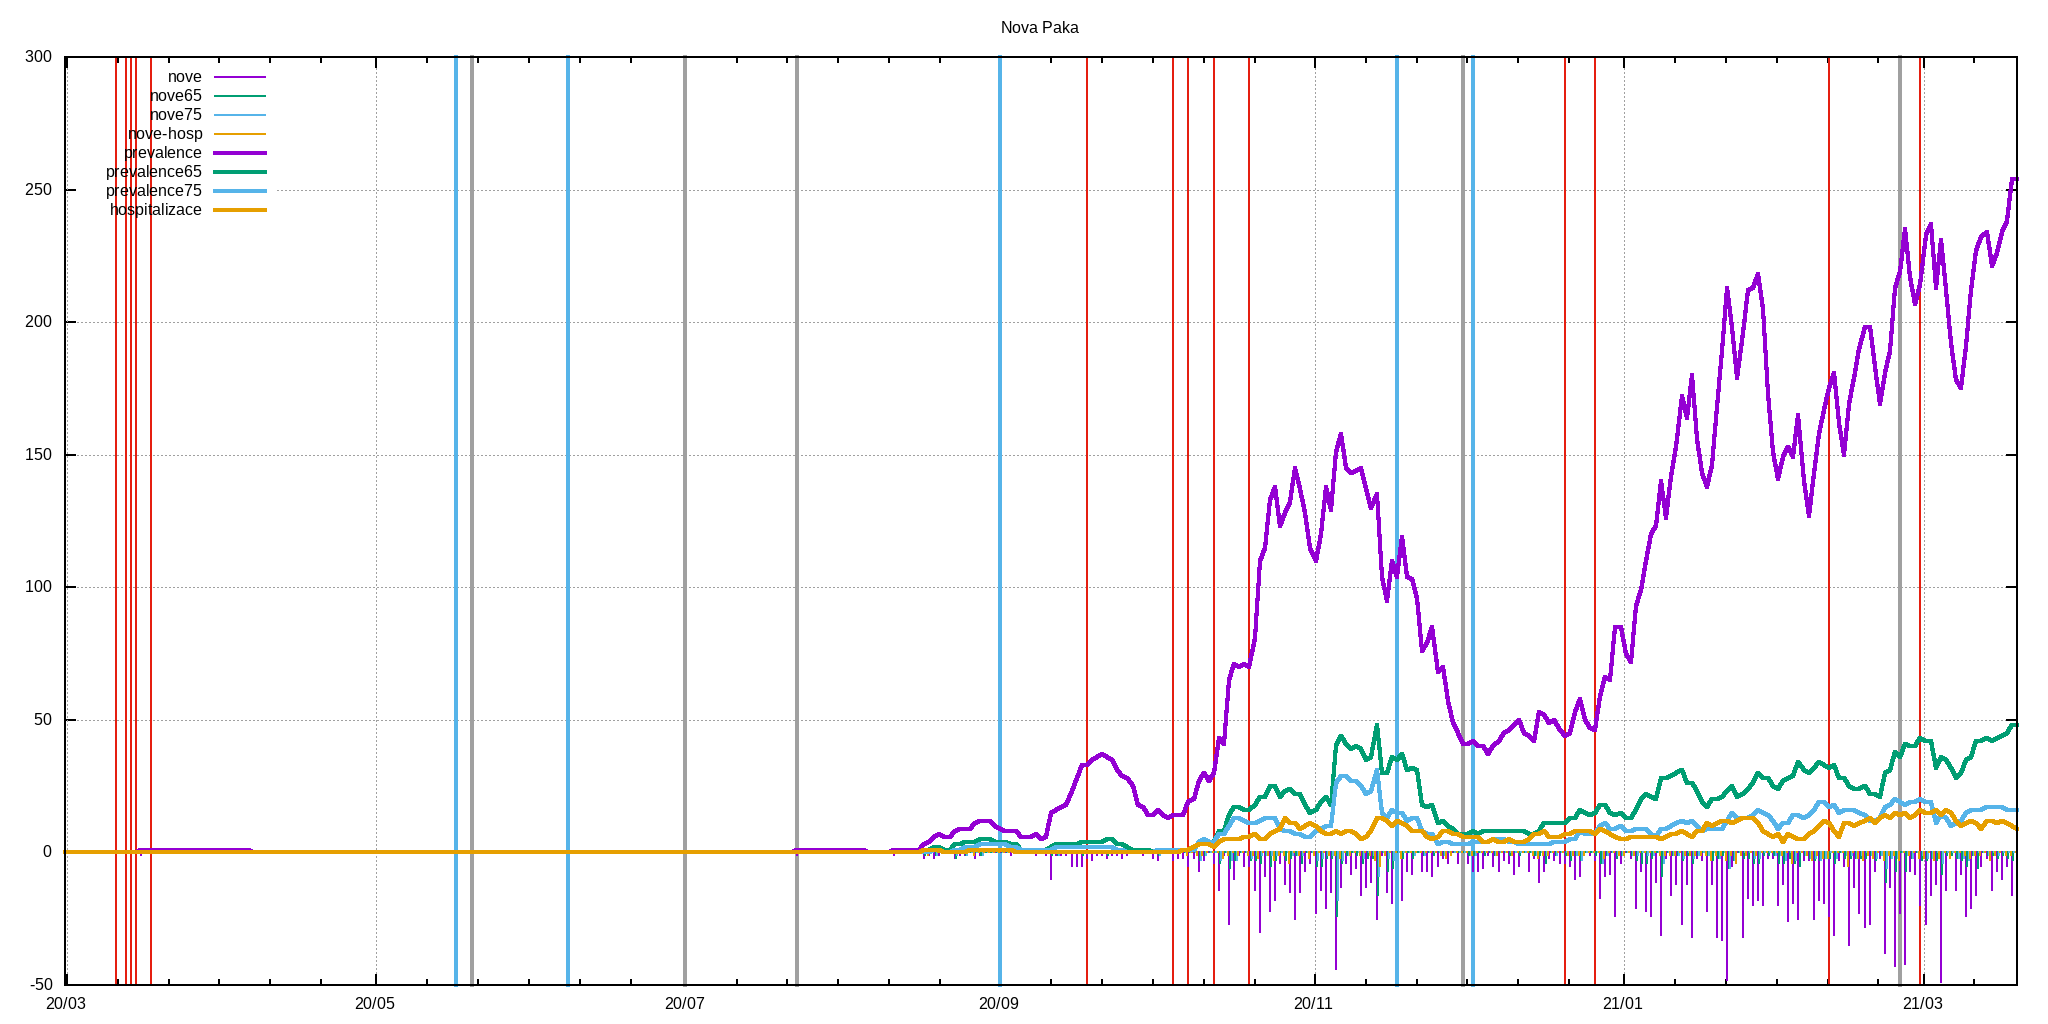 Nova Paka
300
250
200
150
100
50
0
-50
nove
nove65
nove75
nove-hosp
prevalence
prevalence65
prevalence75
hospitalizace
20/03
20/05
20/07
20/09
20/11
21/01
21/03